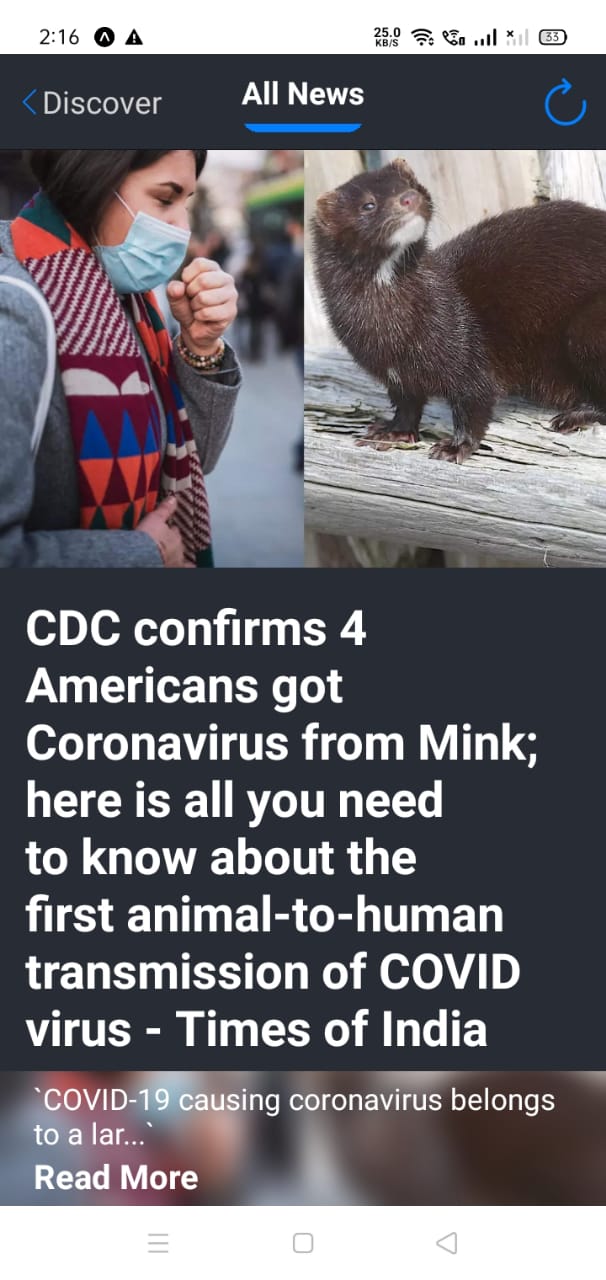 2:16
25.0
KB/S
33
Discover
All News
CDC confirms 4
Americans got
Coronavirus from Mink;
here is all you need
to know about the
first animal-to-human
transmission of COVID
virus - Times of India
`COVID-19 causing coronavirus belongs
to a lar...`
Read More